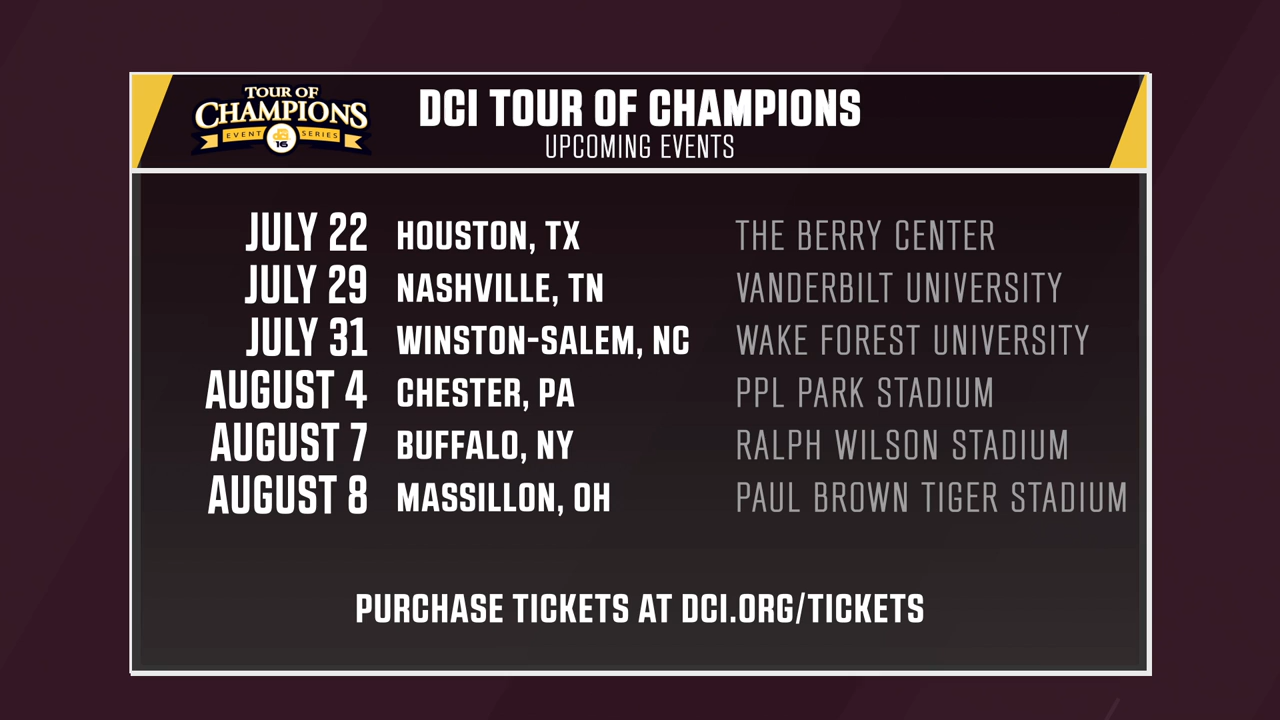 TOUR OF
CHAMPIONS
EVENT SERIES
16
DCI TOUR OF CHAMPIONS
UPCOMING EVENTS
JULY 22 HOUSTON, TX THE BERRY CENTER
JULY 29 NASHVILLE, TN VANDERBILT UNIVERSITY
JULY 31 WINSTON-SALEM, NC WAKE FOREST UNIVERSITY
AUGUST 4 CHESTER, PA PPL PARK STADIUM
AUGUST 7 BUFFALO, NY RALPH WILSON STADIUM
AUGUST 8 MASSILLON, OH PAUL BROWN TIGER STADIUM
PURCHASE TICKETS AT DCI.ORG/TICKETS